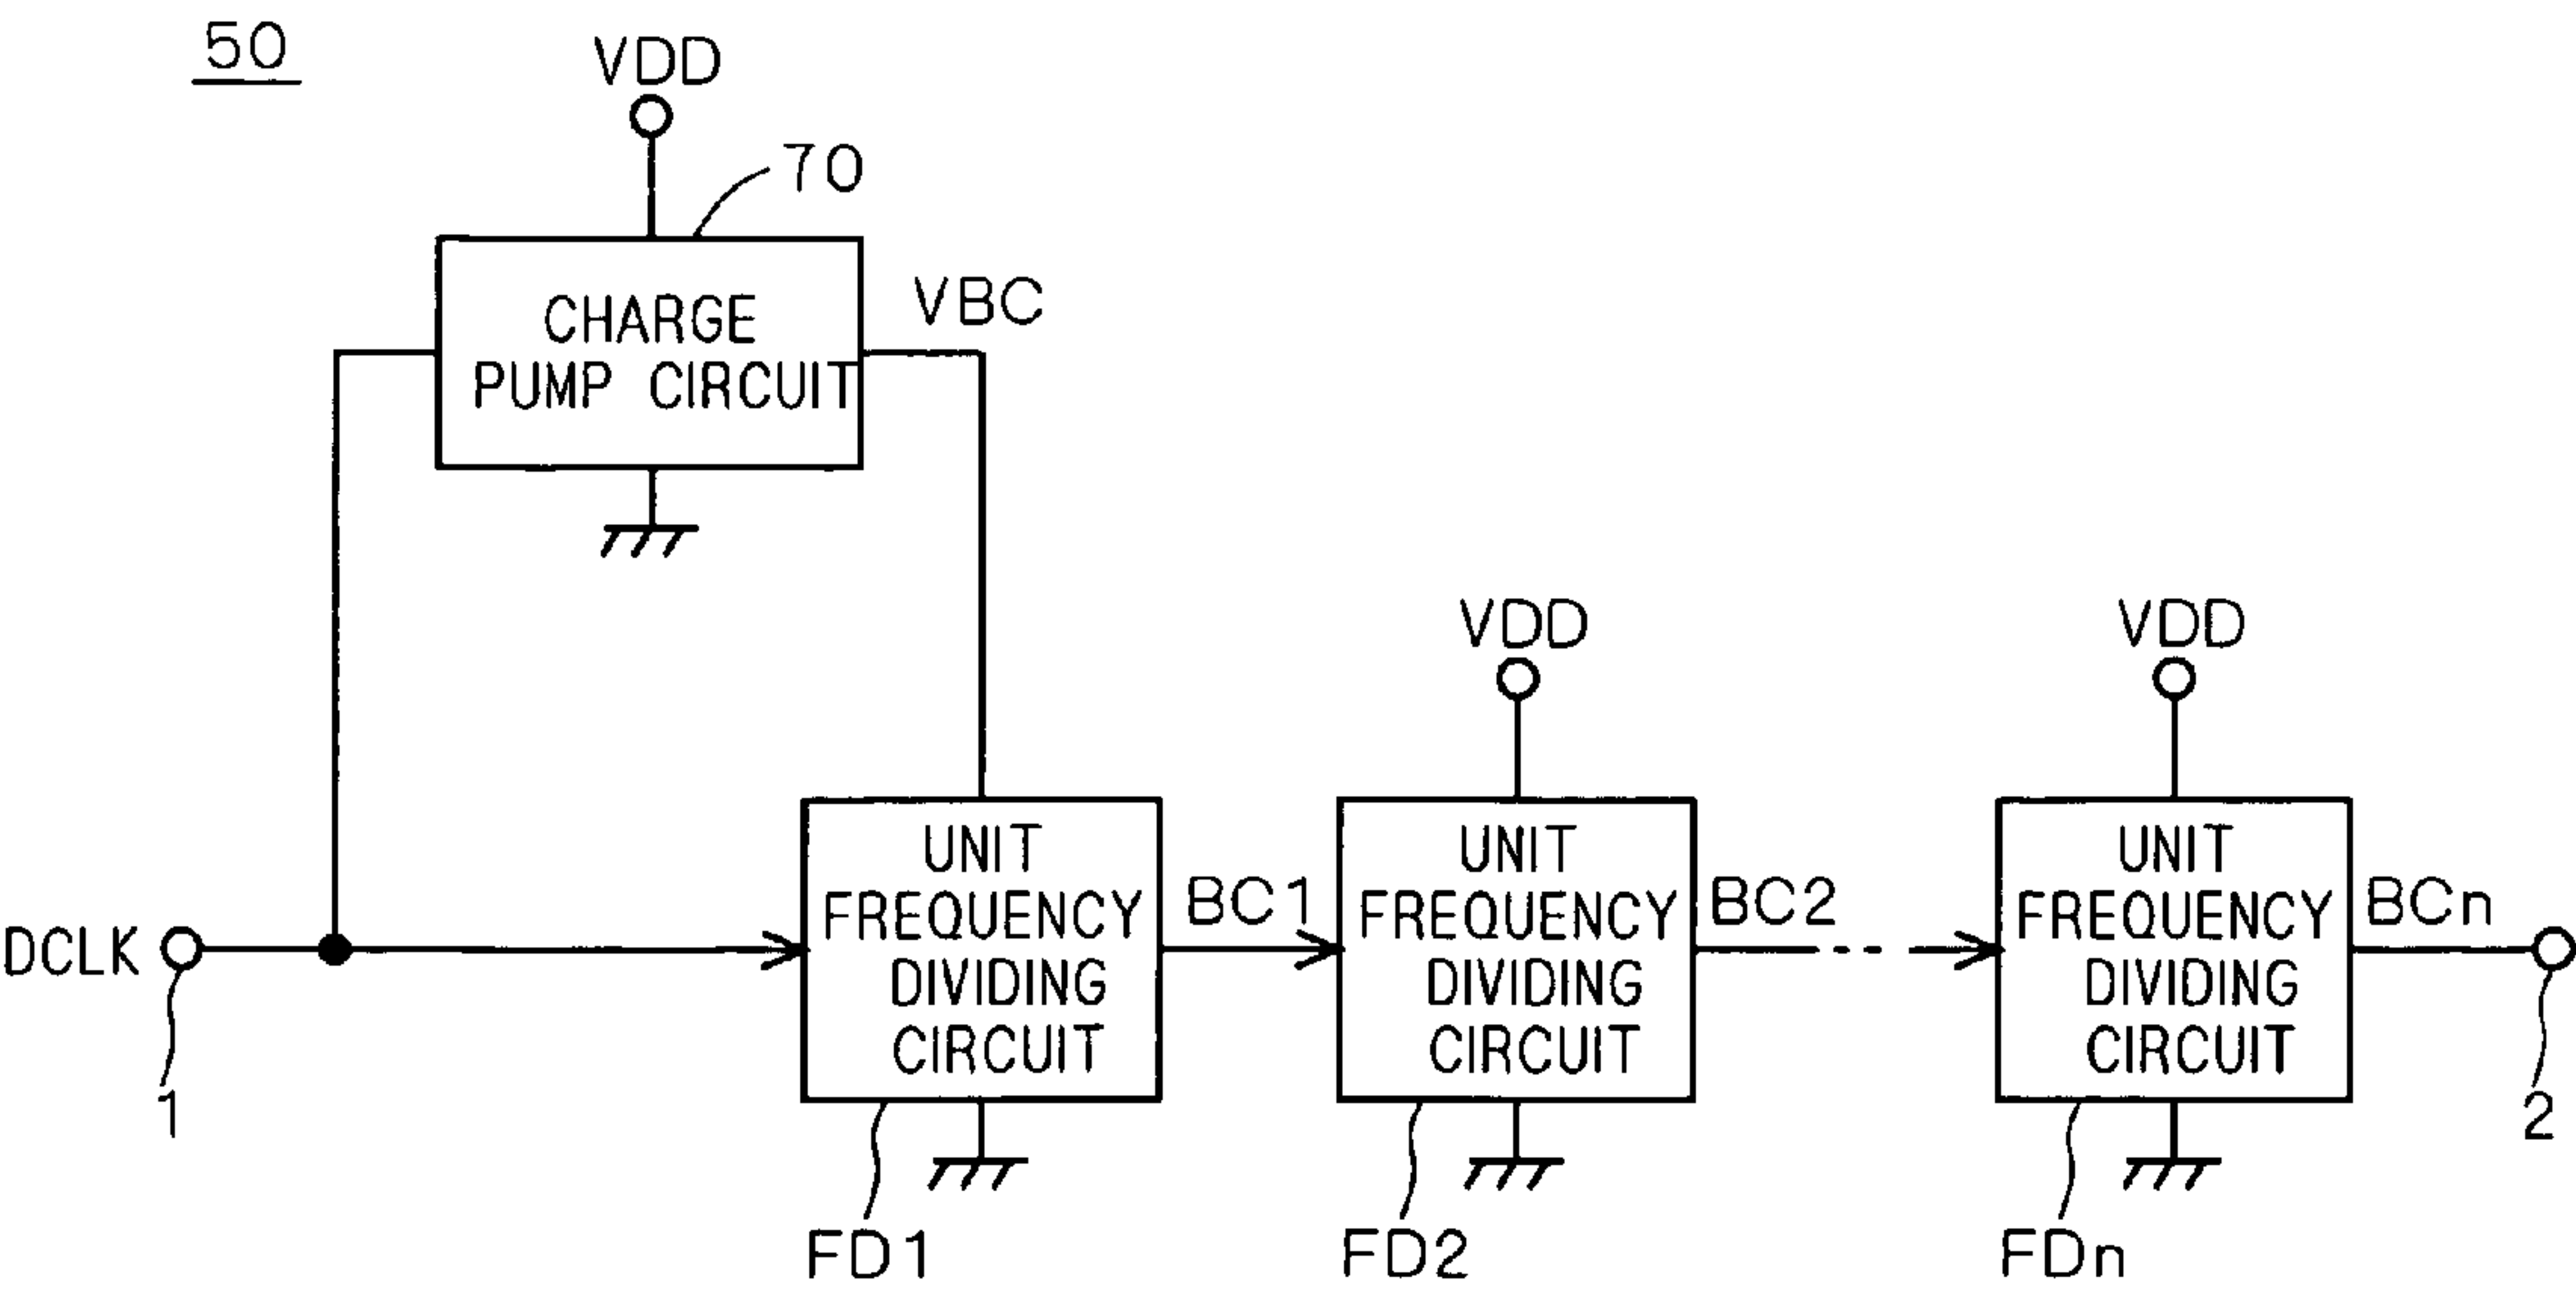 50
VDD
70
CHARGE
PUMP CIRCUIT
VBC
VDD
VDD
DCLK
1
UNIT
FREQUENCY
DIVIDING
CIRCUIT
BC1
UNIT
FREQUENCY
DIVIDING
CIRCUIT
BC2
UNIT
FREQUENCY
DIVIDING
CIRCUIT
BCn
2
FD1
FD2
FDn